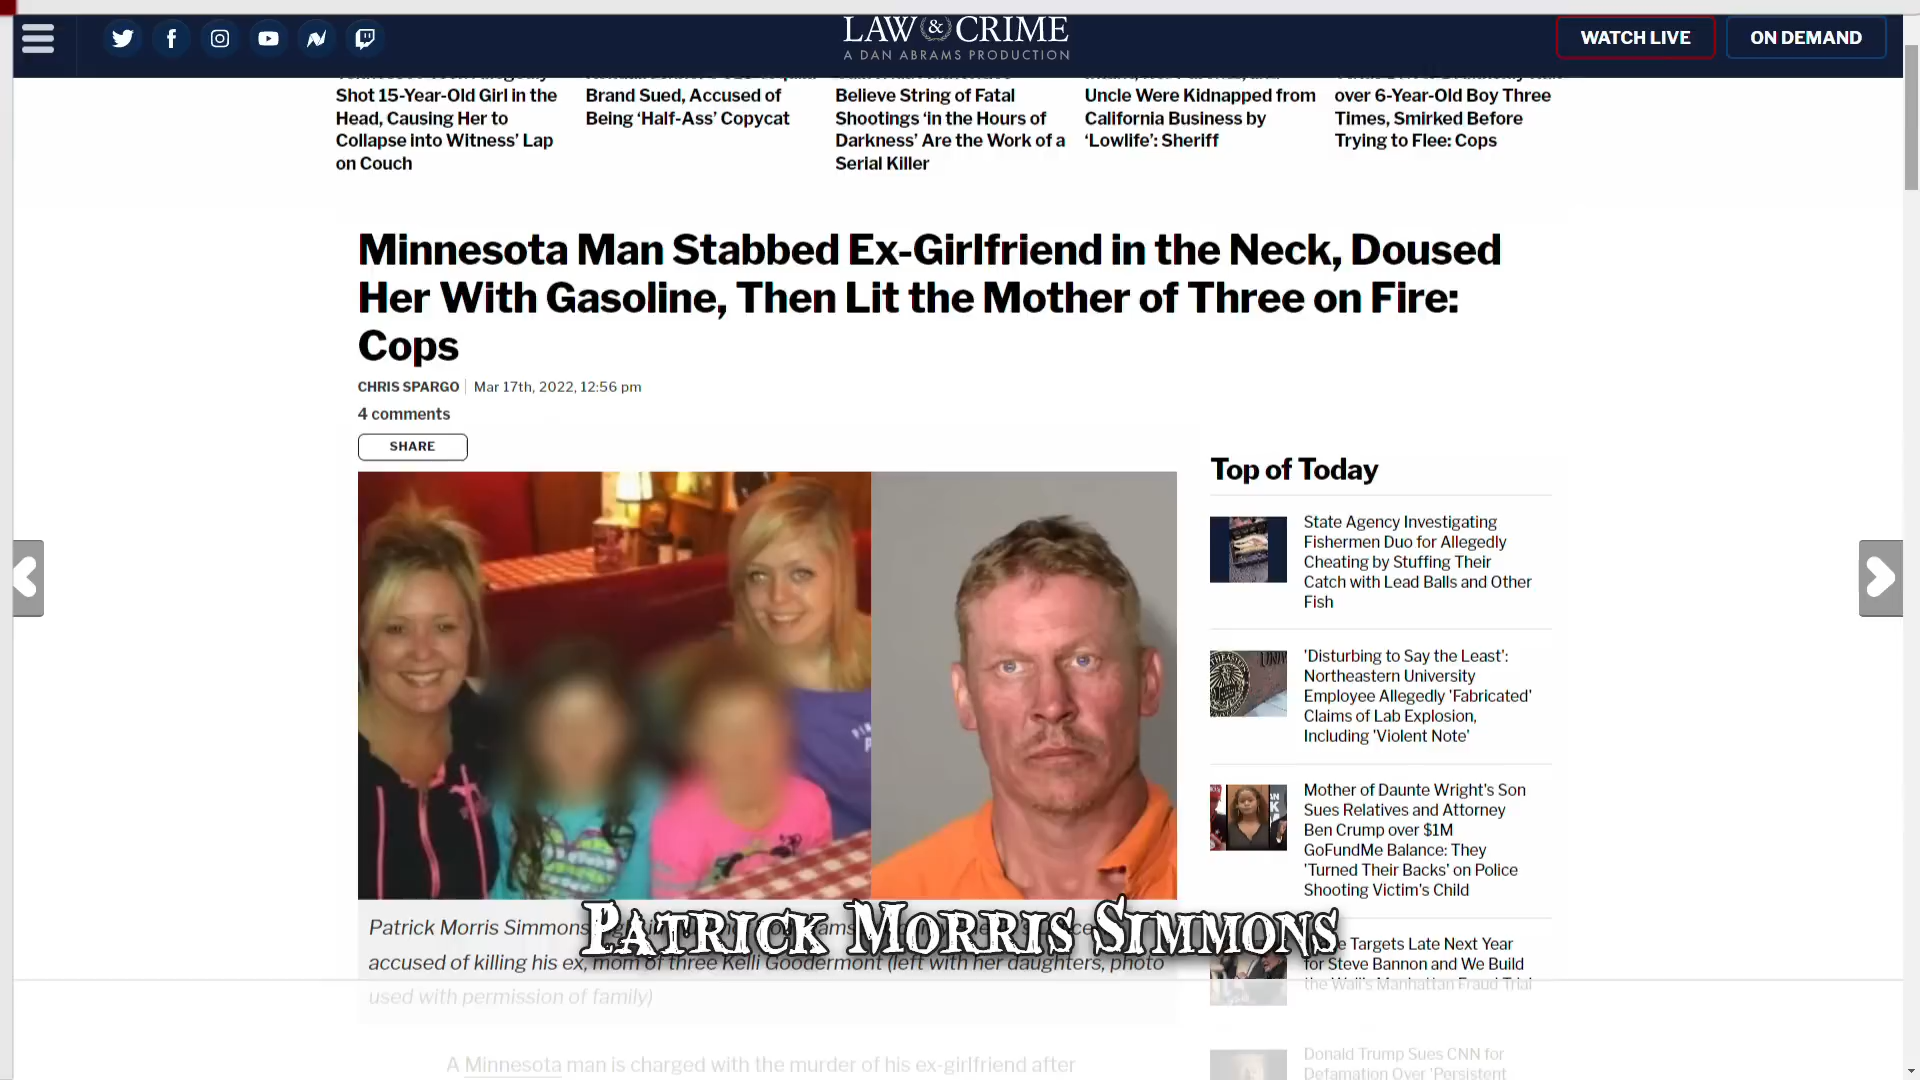 LAW & CRIME
A DAN ABRAMS PRODUCTION
WATCH LIVE
ON DEMAND
Shot 15-Year-Old Girl in the
Head, Causing Her to
Collapse into Witness’ Lap
on Couch
Brand Sued, Accused of
Being ‘Half-Ass’ Copycat
Believe String of Fatal
Shootings ‘in the Hours of
Darkness’ Are the Work of a
Serial Killer
Uncle Were Kidnapped from
California Business by
‘Lowlife’: Sheriff
over 6-Year-Old Boy Three
Times, Smirked Before
Trying to Flee: Cops
Minnesota Man Stabbed Ex-Girlfriend in the Neck, Doused
Her With Gasoline, Then Lit the Mother of Three on Fire:
Cops
CHRIS SPARGO Mar 17th, 2022, 12:56 pm
4 comments
SHARE
Patrick Morris Simmons
accused of killing his ex, mom of three Kelli Goodermont (left with her daughters, photo
used with permission of family)
Patrick Morris Simmons
A Minnesota man is charged with the murder of his ex-girlfriend after
Top of Today
State Agency Investigating
Fishermen Duo for Allegedly
Cheating by Stuffing Their
Catch with Lead Balls and Other
Fish
'Disturbing to Say the Least':
Northeastern University
Employee Allegedly 'Fabricated'
Claims of Lab Explosion,
Including 'Violent Note'
Mother of Daunte Wright's Son
Sues Relatives and Attorney
Ben Crump over $1M
GoFundMe Balance: They
'Turned Their Backs' on Police
Shooting Victim's Child
Targets Late Next Year
for Steve Bannon and We Build
the Wall's Manhattan Fraud Trial
Donald Trump Sues CNN for
Defamation Over 'Persistent